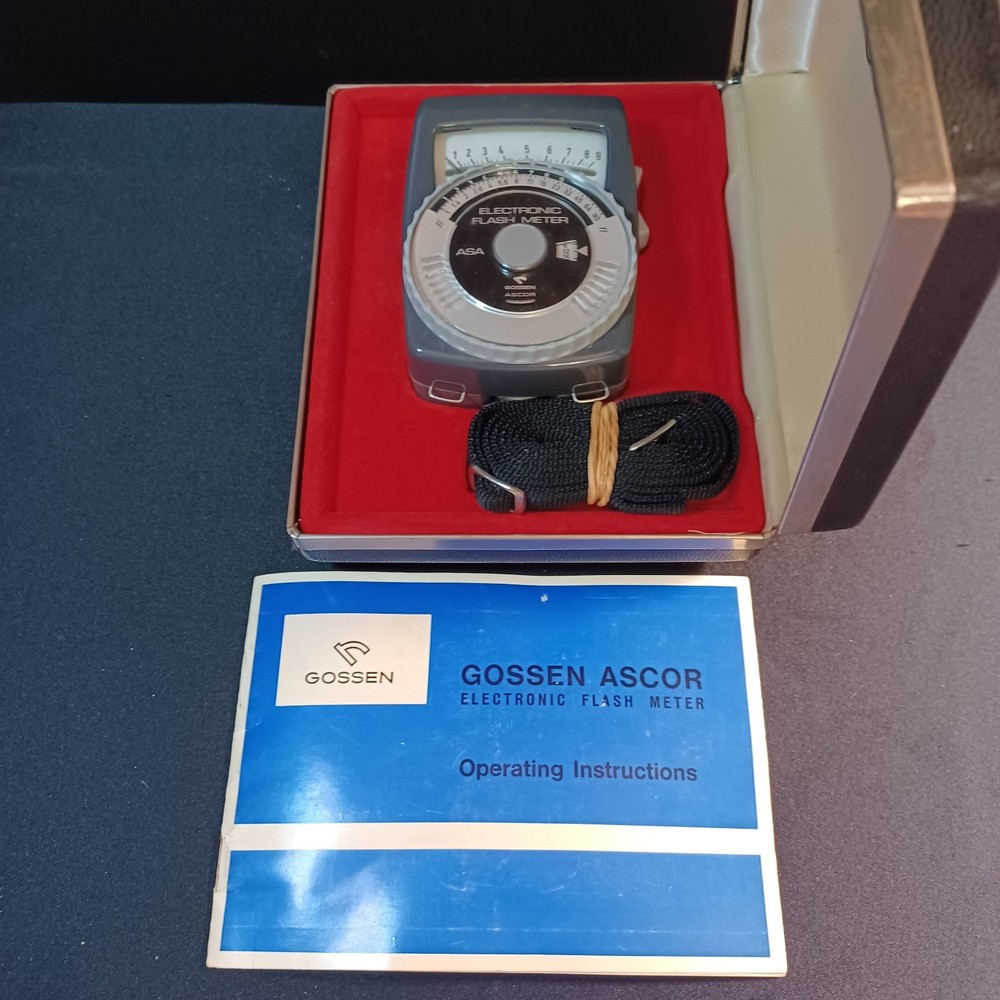 1 2 3 4 5 6 7 8 9
ELECTRONIC
FLASH METER
ASA
GOSSEN
ASCOR
GOSSEN
GOSSEN ASCOR
ELECTRONIC FLASH METER
Operating Instructions